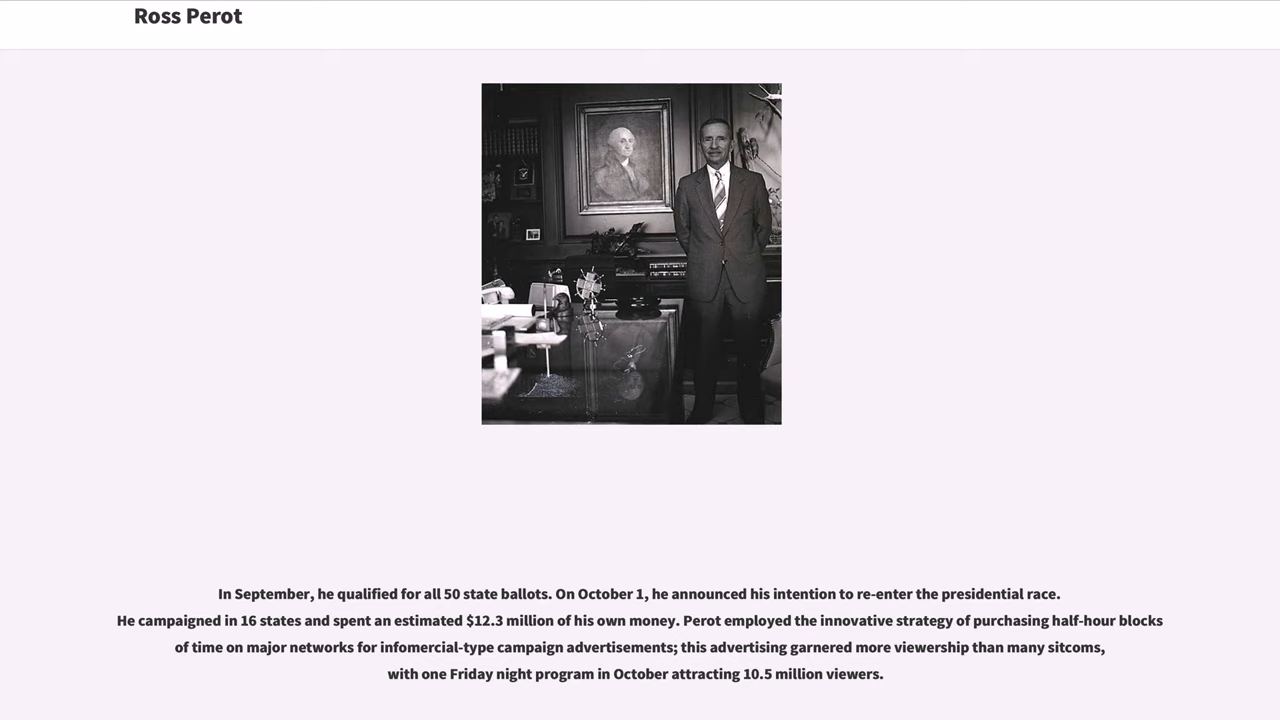 Ross Perot
In September, he qualified for all 50 state ballots. On October 1, he announced his intention to re-enter the presidential race.
He campaigned in 16 states and spent an estimated $12.3 million of his own money. Perot employed the innovative strategy of purchasing half-hour blocks
of time on major networks for infomercial-type campaign advertisements; this advertising garnered more viewership than many sitcoms,
with one Friday night program in October attracting 10.5 million viewers.